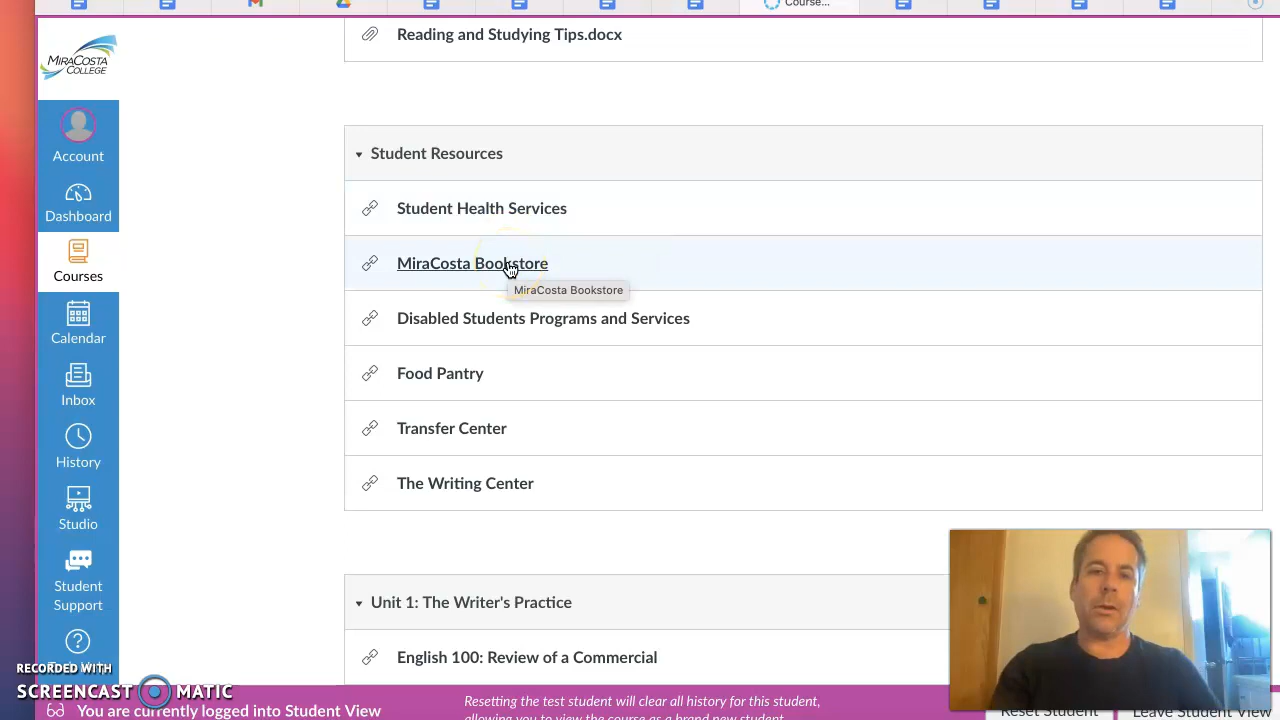 Course...
Reading and Studying Tips.docx
MIRACOSTA
COLLEGE
Student Resources
Account
Student Health Services
Dashboard
MiraCosta Bookstore
MiraCosta Bookstore
Courses
Disabled Students Programs and Services
Calendar
Food Pantry
Inbox
Transfer Center
History
The Writing Center
Studio
Student
Support
Unit 1: The Writer's Practice
English 100: Review of a Commercial
RECORDED WITH
SCREENCAST MATIC
You are currently logged into Student View
Resetting the test student will clear all history for this student,
allowing you to view the course as a brand new student.
Reset Student
Leave Student View